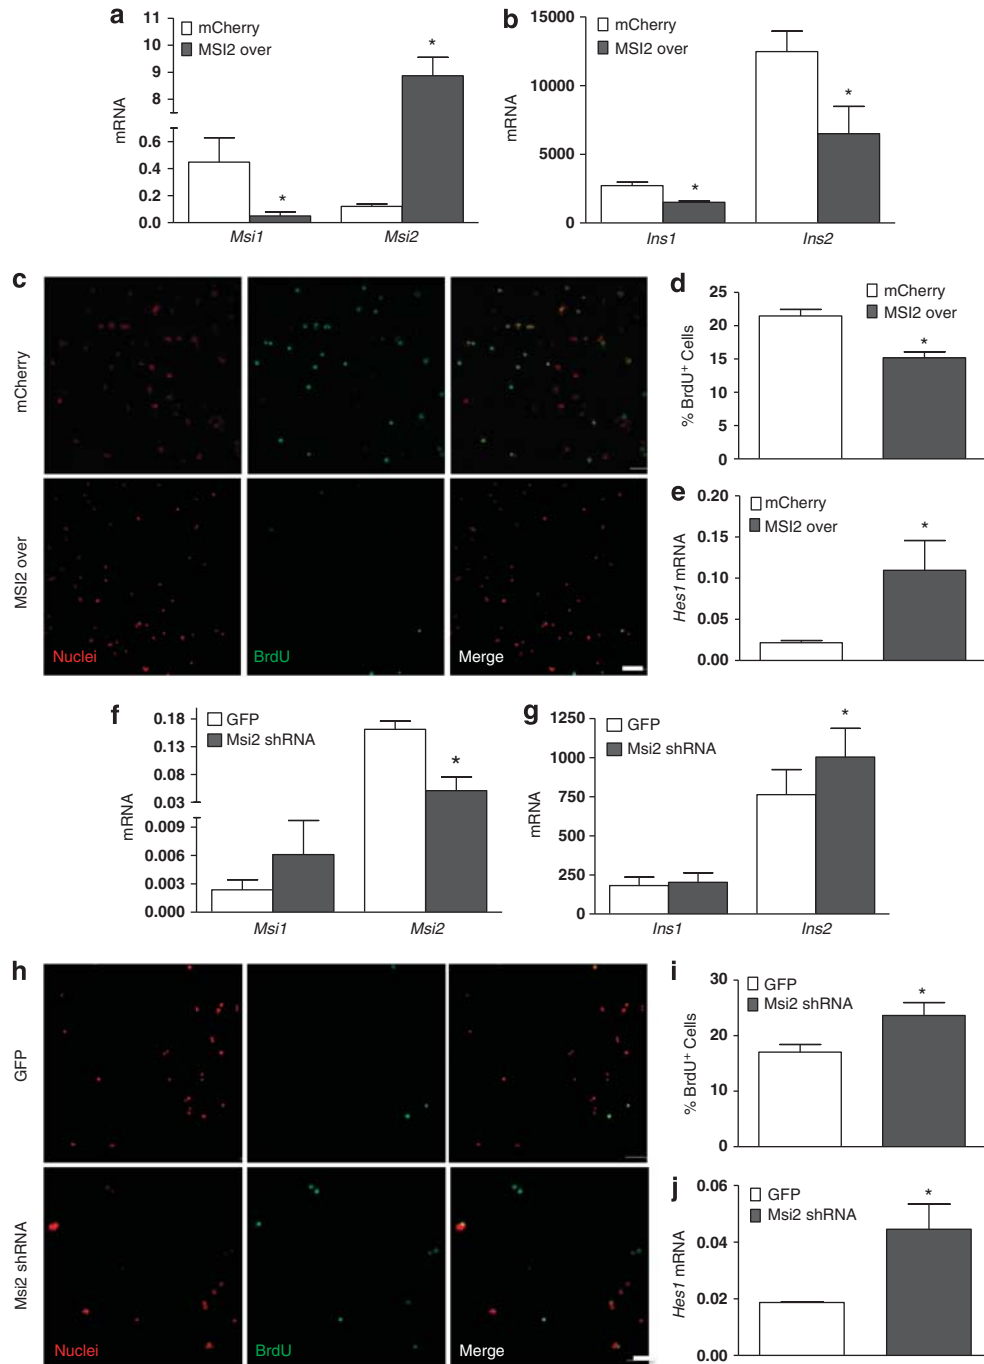 a
11
10
9
8
0.6
0.4
0.2
0.0
mRNA
mCherry
MSI2 over
*
*
Msi1
Msi2
b
15000
10000
5000
0
mRNA
mCherry
MSI2 over
*
*
Ins1
Ins2
c
mCherry
MSI2 over
Nuclei
BrdU
Merge
d
25
20
15
10
5
0
% BrdU+ Cells
mCherry
MSI2 over
*
e
0.20
0.15
0.10
0.05
0.00
Hes1 mRNA
mCherry
MSI2 over
*
f
0.18
0.13
0.08
0.03
0.009
0.006
0.003
0.000
mRNA
GFP
Msi2 shRNA
*
Msi1
Msi2
g
1250
1000
750
500
250
0
mRNA
GFP
Msi2 shRNA
*
Ins1
Ins2
h
GFP
Msi2 shRNA
Nuclei
BrdU
Merge
i
30
20
10
0
% BrdU+ Cells
GFP
Msi2 shRNA
*
j
0.06
0.04
0.02
0.00
Hes1 mRNA
GFP
Msi2 shRNA
*